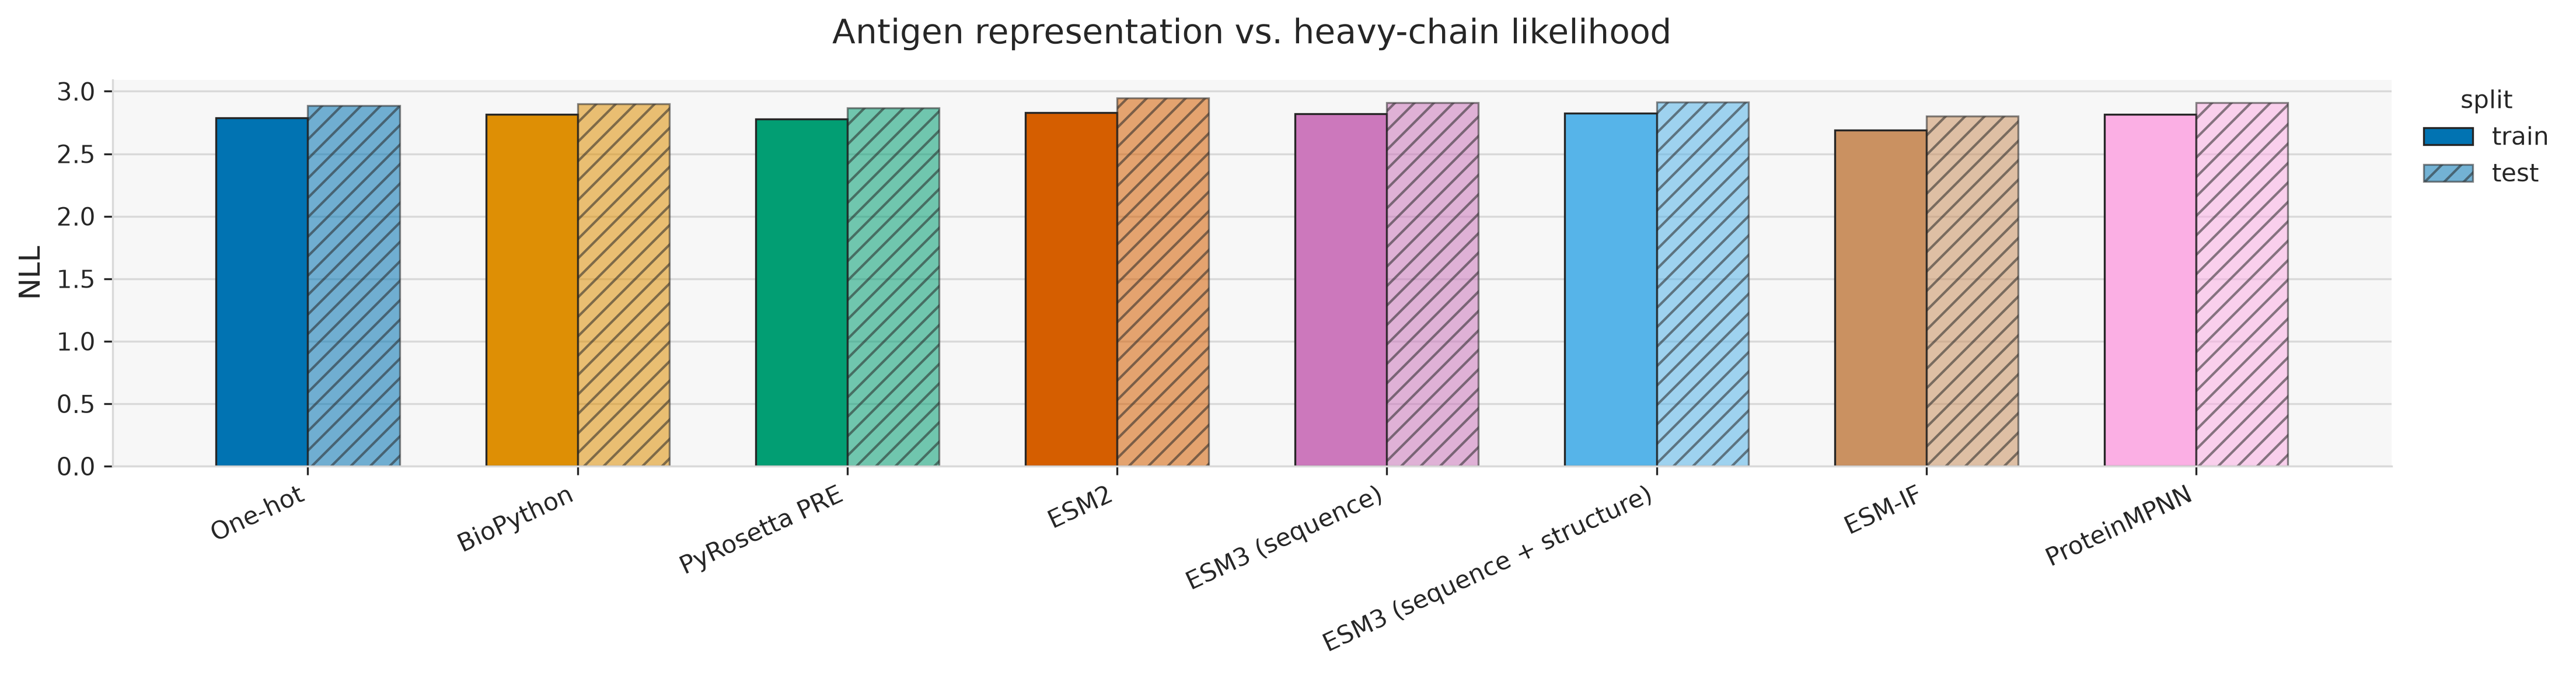 Antigen representation vs. heavy-chain likelihood
NLL
3.0
2.5
2.0
1.5
1.0
0.5
0.0
One-hot
BioPython
PyRosetta PRE
ESM2
ESM3 (sequence)
ESM3 (sequence + structure)
ESM-IF
ProteinMPNN
split
train
test